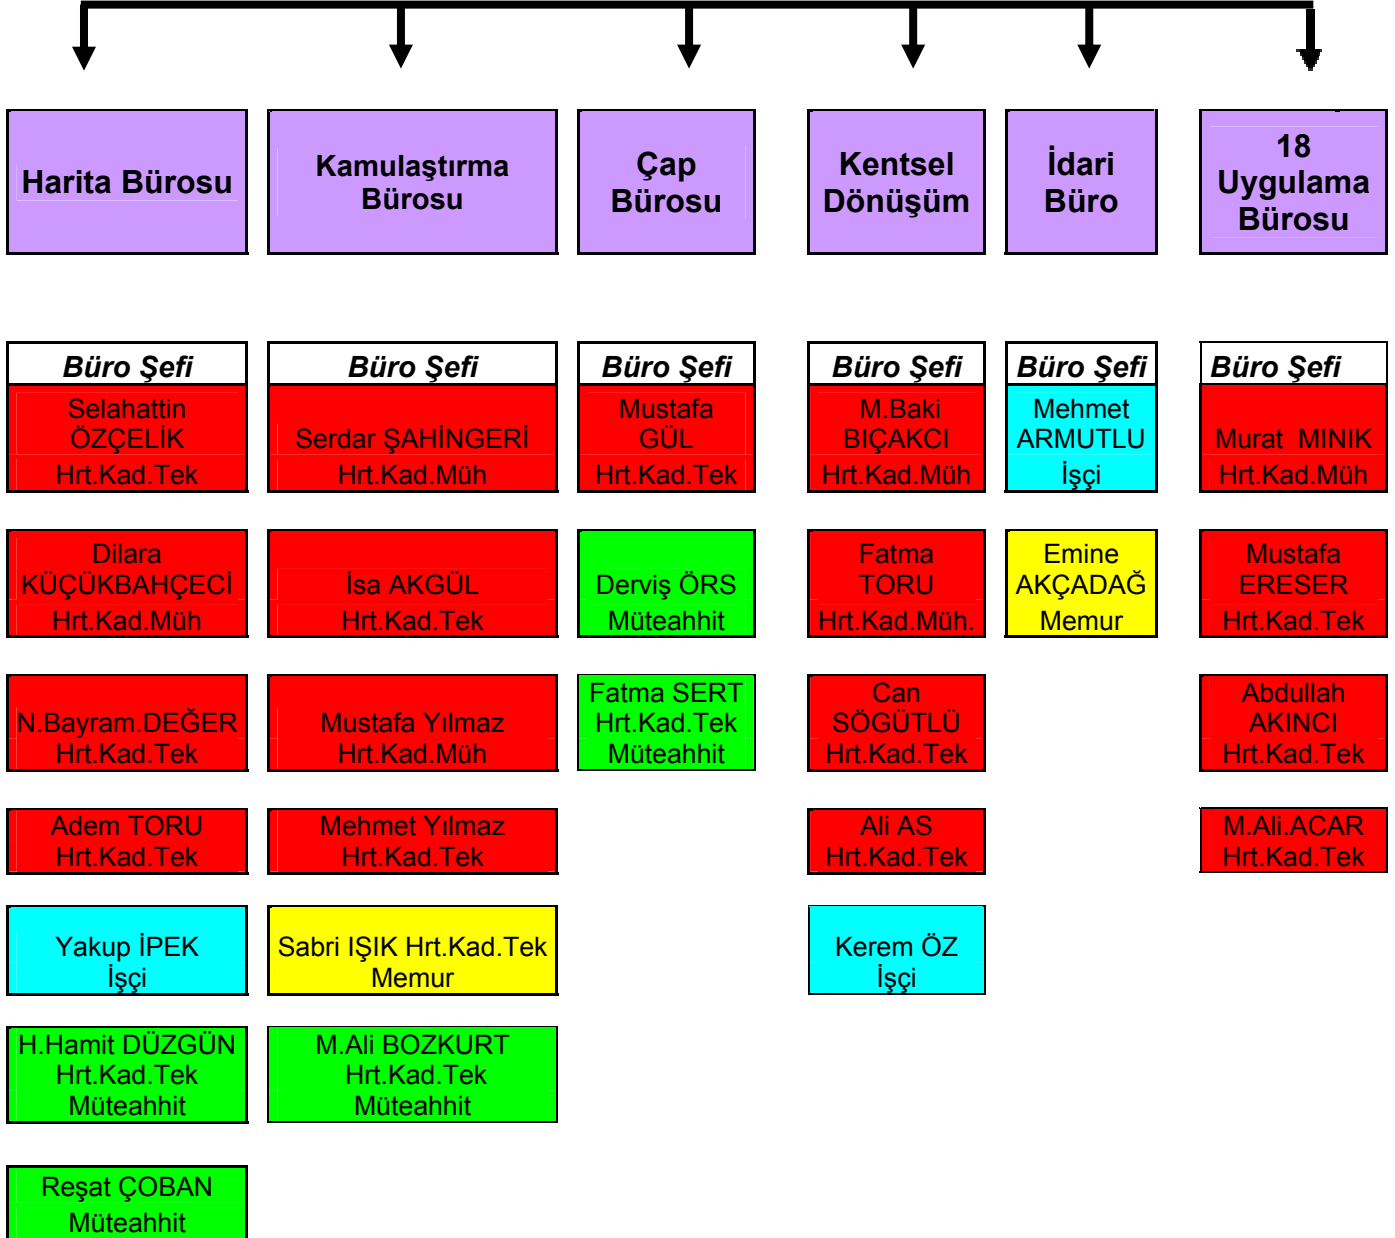 Harita Bürosu
Kamulaştırma
Bürosu
Çap
Bürosu
Kentsel
Dönüşüm
İdari
Büro
18
Uygulama
Bürosu
Büro Şefi
Selahattin
ÖZÇELİK
Hrt.Kad.Tek
Büro Şefi
Serdar ŞAHİNGERİ
Hrt.Kad.Müh
Büro Şefi
Mustafa
GÜL
Hrt.Kad.Tek
Büro Şefi
M.Baki
BIÇAKCI
Hrt.Kad.Müh
Büro Şefi
Mehmet
ARMUTLU
İşçi
Büro Şefi
Murat  MINIK
Hrt.Kad.Müh
Dilara
KÜÇÜKBAHÇECİ
Hrt.Kad.Müh
İsa AKGÜL
Hrt.Kad.Tek
Derviş ÖRS
Müteahhit
Fatma
TORU
Hrt.Kad.Müh.
Emine
AKÇADAĞ
Memur
Mustafa
ERESER
Hrt.Kad.Tek
N.Bayram.DEĞER
Hrt.Kad.Tek
Mustafa Yılmaz
Hrt.Kad.Müh
Fatma SERT
Hrt.Kad.Tek
Müteahhit
Can
SÖGÜTLÜ
Hrt.Kad.Tek
Abdullah
AKINCI
Hrt.Kad.Tek
Adem TORU
Hrt.Kad.Tek
Mehmet Yılmaz
Hrt.Kad.Tek
Ali AS
Hrt.Kad.Tek
M.Ali.ACAR
Hrt.Kad.Tek
Yakup İPEK
İşçi
Sabri IŞIK Hrt.Kad.Tek
Memur
Kerem ÖZ
İşçi
H.Hamit DÜZGÜN
Hrt.Kad.Tek
Müteahhit
M.Ali BOZKURT
Hrt.Kad.Tek
Müteahhit
Reşat ÇOBAN
Müteahhit